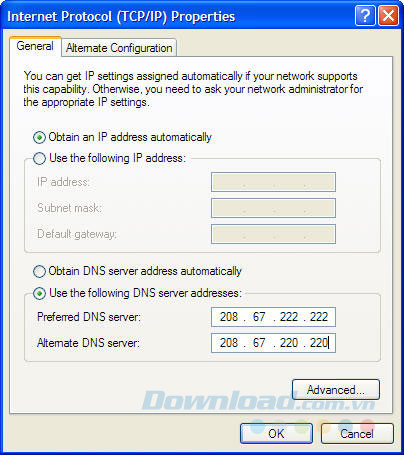 Internet Protocol (TCP/IP) Properties
General
Alternate Configuration
You can get IP settings assigned automatically if your network supports
this capability. Otherwise, you need to ask your network administrator for
the appropriate IP settings.
Obtain an IP address automatically
Use the following IP address:
IP address:
Subnet mask:
Default gateway:
Obtain DNS server address automatically
Use the following DNS server addresses:
Preferred DNS server: 208 . 67 . 222 . 222
Alternate DNS server: 208 . 67 . 220 . 220
Advanced...
Download.com.vn
OK
Cancel